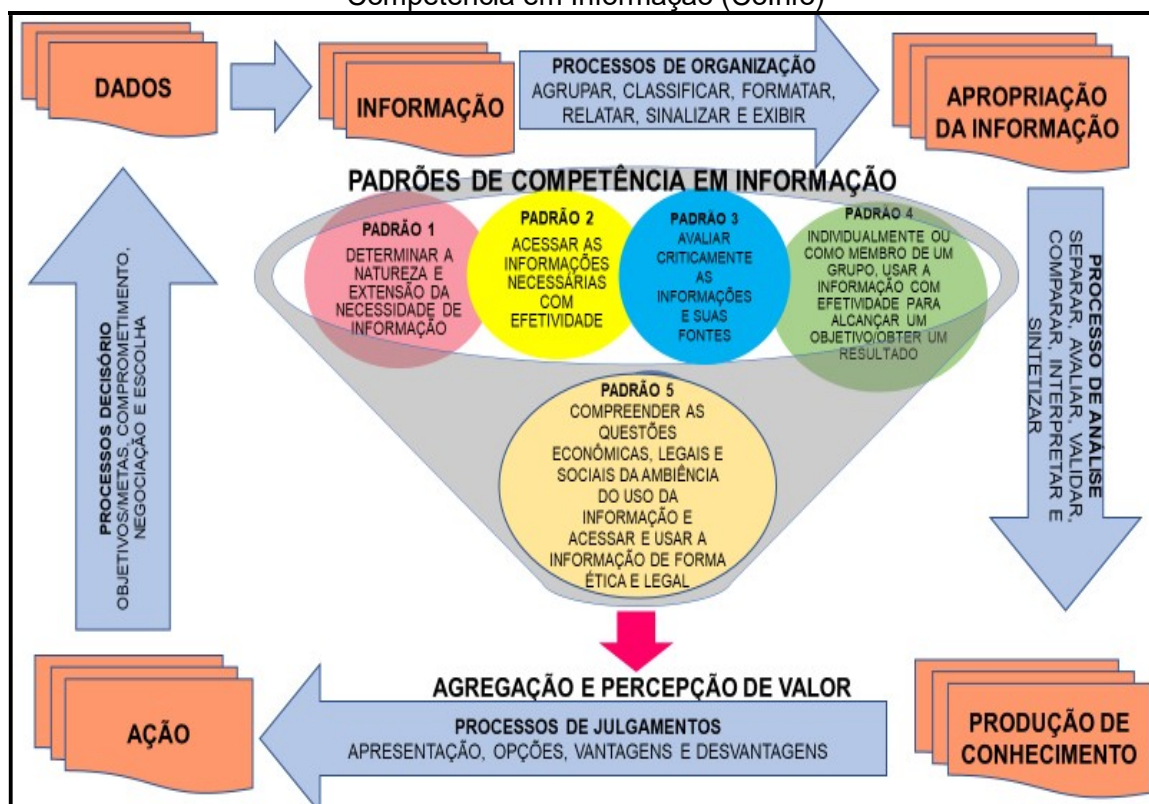 Competência em Informação (CoInfo)
DADOS
INFORMAÇÃO
PROCESSOS DE ORGANIZAÇÃO
AGRUPAR, CLASSIFICAR, FORMATAR,
RELATAR, SINALIZAR E EXIBIR
APROPRIAÇÃO
DA INFORMAÇÃO
PADRÕES DE COMPETÊNCIA EM INFORMAÇÃO
PADRÃO 1
DETERMINAR A
NATUREZA E
EXTENSÃO DA
NECESSIDADE DE
INFORMAÇÃO
PADRÃO 2
ACESSAR AS
INFORMAÇÕES
NECESSÁRIAS
COM
EFETIVIDADE
PADRÃO 3
AVALIAR
CRITICAMENTE
AS
INFORMAÇÕES
E SUAS
FONTES
PADRÃO 4
INDIVIDUALMENTE OU
COMO MEMBRO DE UM
GRUPO, USAR A
INFORMAÇÃO COM
EFETIVIDADE PARA
ALCANÇAR UM
OBJETIVO/OBTER UM
RESULTADO
PADRÃO 5
COMPREENDER AS
QUESTÕES
ECONÔMICAS, LEGAIS E
SOCIAIS DA AMBIÊNCIA
DO USO DA
INFORMAÇÃO E
ACESSAR E USAR A
INFORMAÇÃO DE FORMA
ÉTICA E LEGAL
PROCESSO DE ANÁLISE
SEPARAR, AVALIAR, VALIDAR,
COMPARAR, INTERPRETAR E
SINTETIZAR
PROCESSOS DECISÓRIO
OBJETIVOS/METAS, COMPROMETIMENTO,
NEGOCIAÇÃO E ESCOLHA
AGREGAÇÃO E PERCEPÇÃO DE VALOR
PROCESSOS DE JULGAMENTOS
APRESENTAÇÃO, OPÇÕES, VANTAGENS E DESVANTAGENS
AÇÃO
PRODUÇÃO DE
CONHECIMENTO